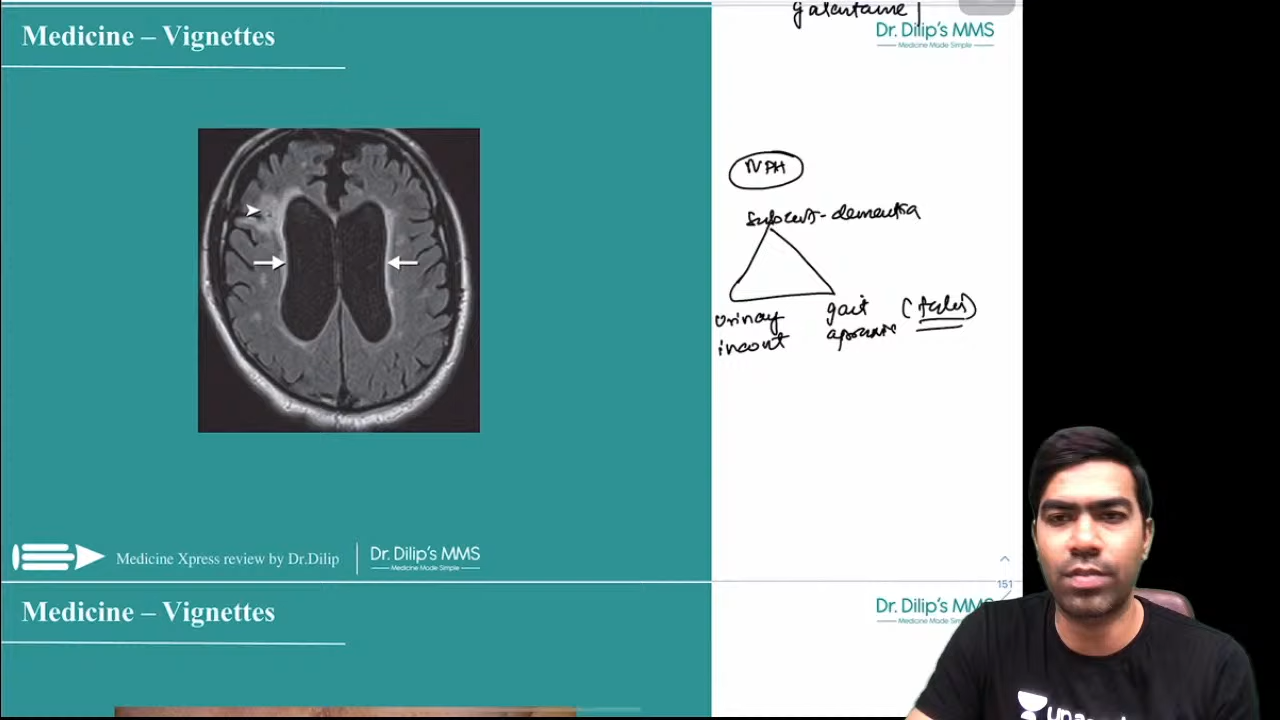 galantamine
Medicine – Vignettes
Dr. Dilip's MMS
Medicine Made Simple
NPH
Subcort - dementia
urinary
incont
gait
apraxia
Medicine Xpress review by Dr.Dilip
Dr. Dilip's MMS
Medicine Made Simple
151
Medicine – Vignettes
Dr. Dilip's MMS
Medicine Made Simple